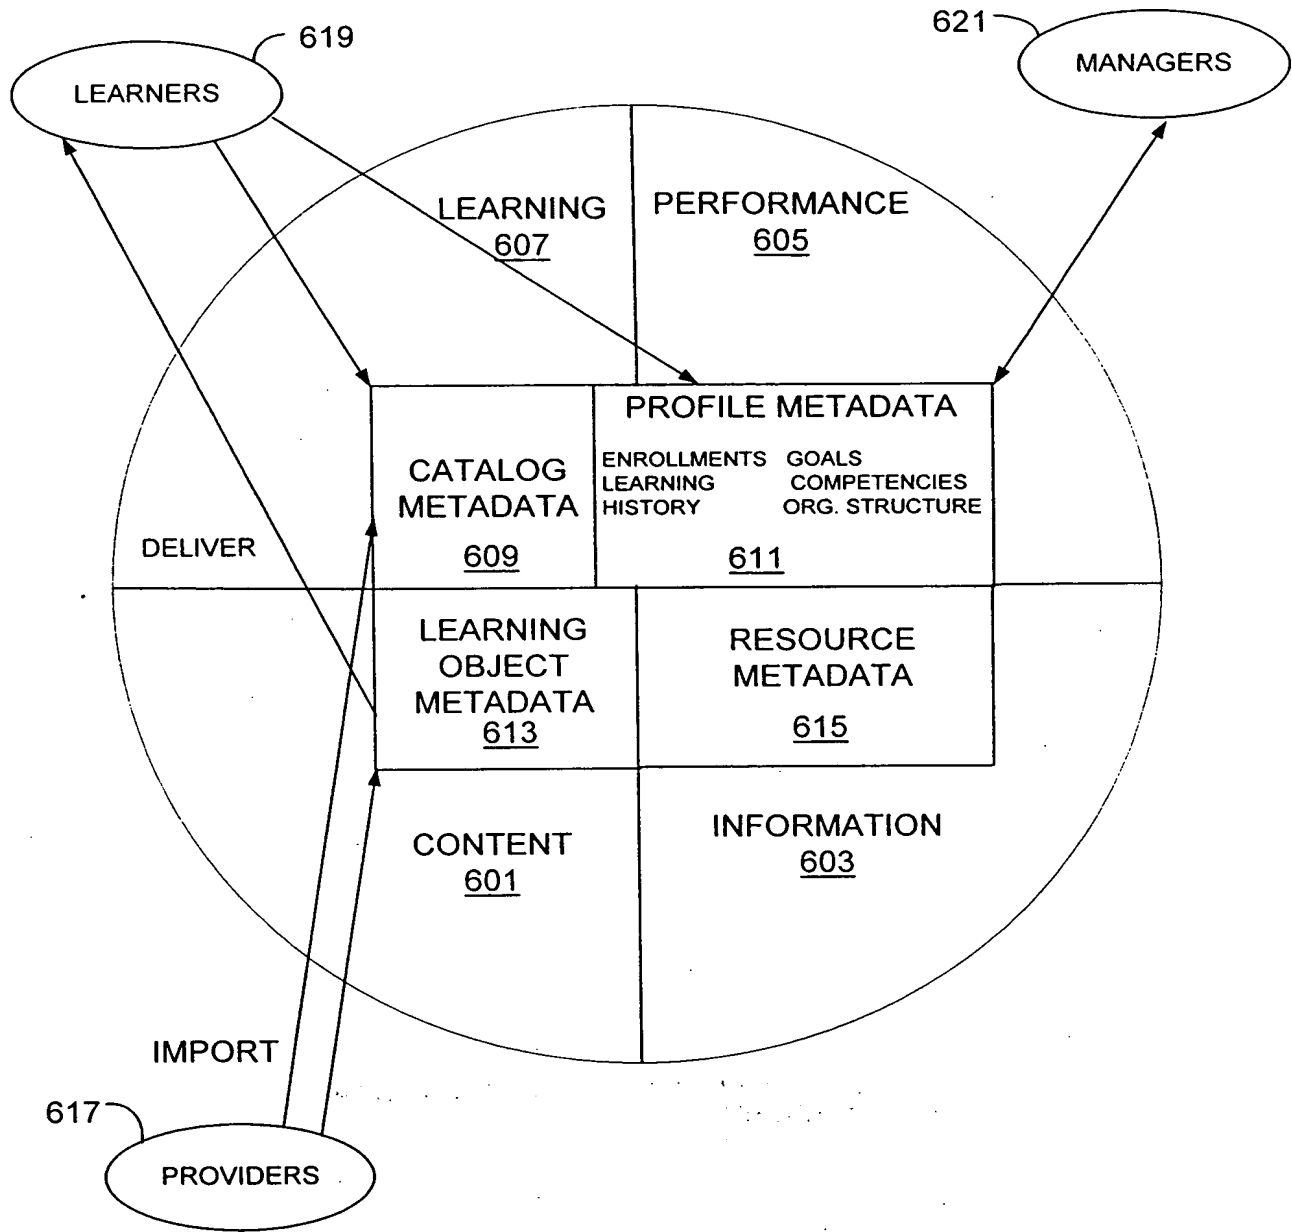 619
621
LEARNERS
MANAGERS
LEARNING
607
PERFORMANCE
605
PROFILE METADATA
CATALOG
METADATA
609
ENROLLMENTS GOALS
LEARNING COMPETENCIES
HISTORY ORG. STRUCTURE
611
DELIVER
LEARNING
OBJECT
METADATA
613
RESOURCE
METADATA
615
CONTENT
601
INFORMATION
603
IMPORT
617
PROVIDERS